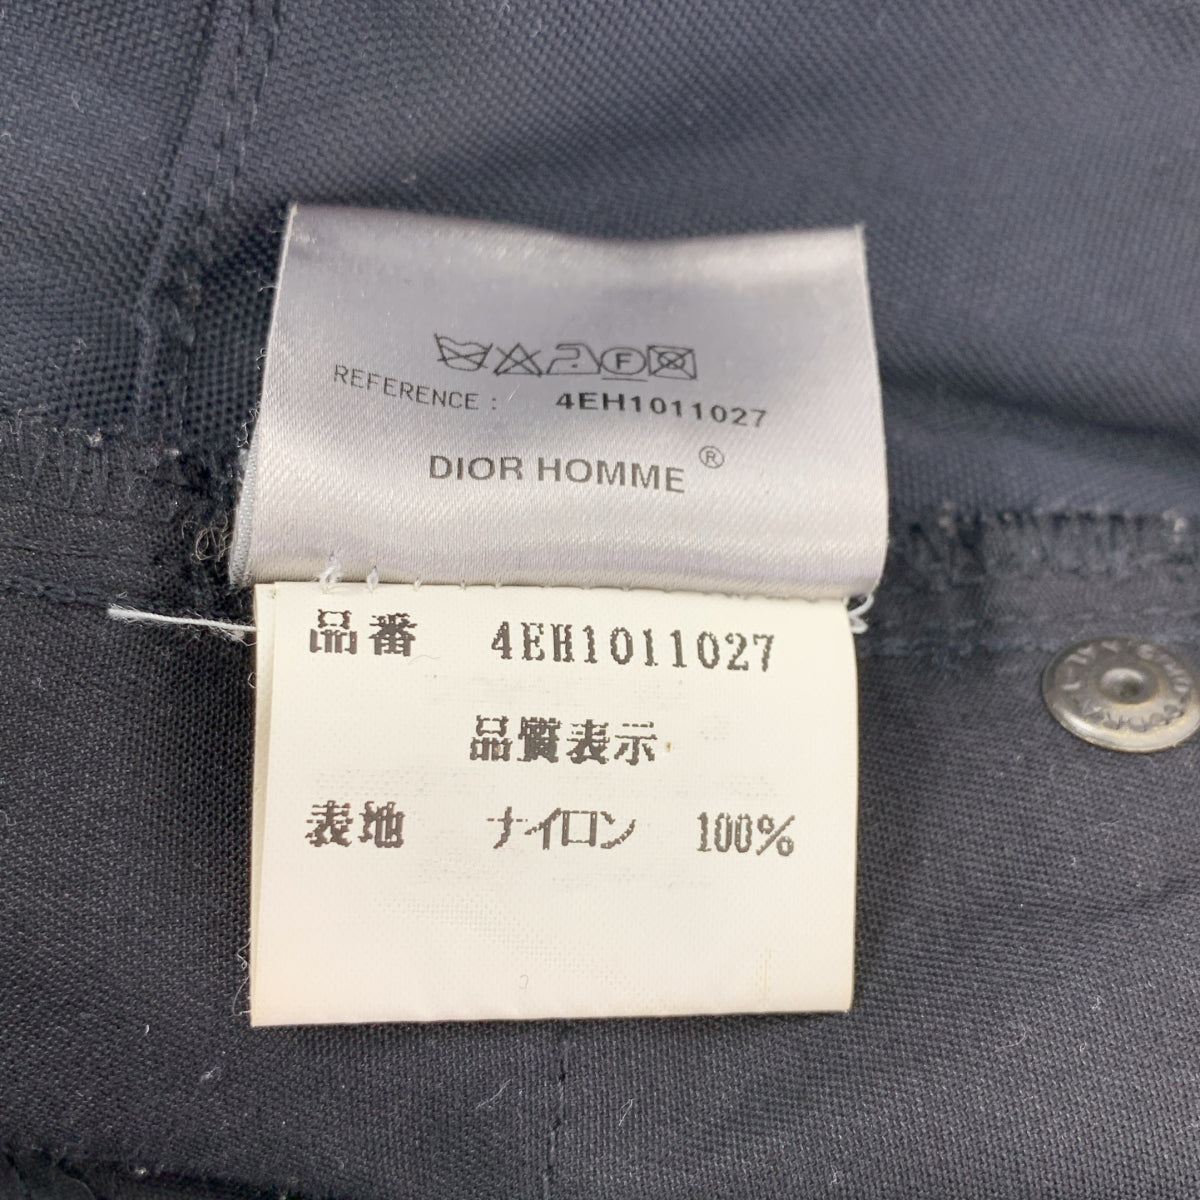 F
REFERENCE : 4EH1011027
DIOR HOMME ®
品番 4EH1011027
品質表示
表地 ナイロン 100%